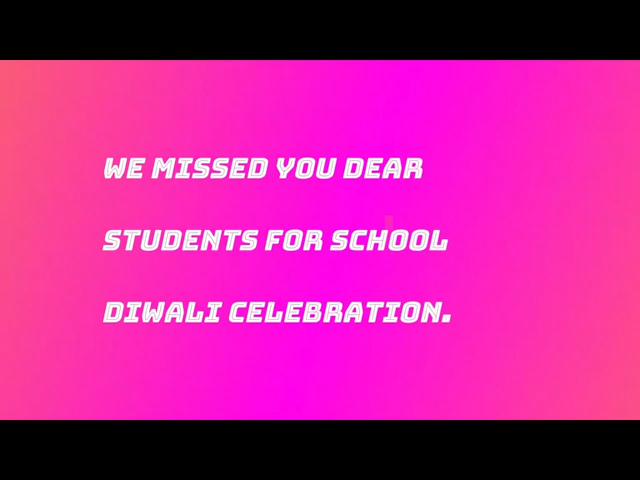 WE MISSED YOU DEAR
STUDENTS FOR SCHOOL
DIWALI CELEBRATION.